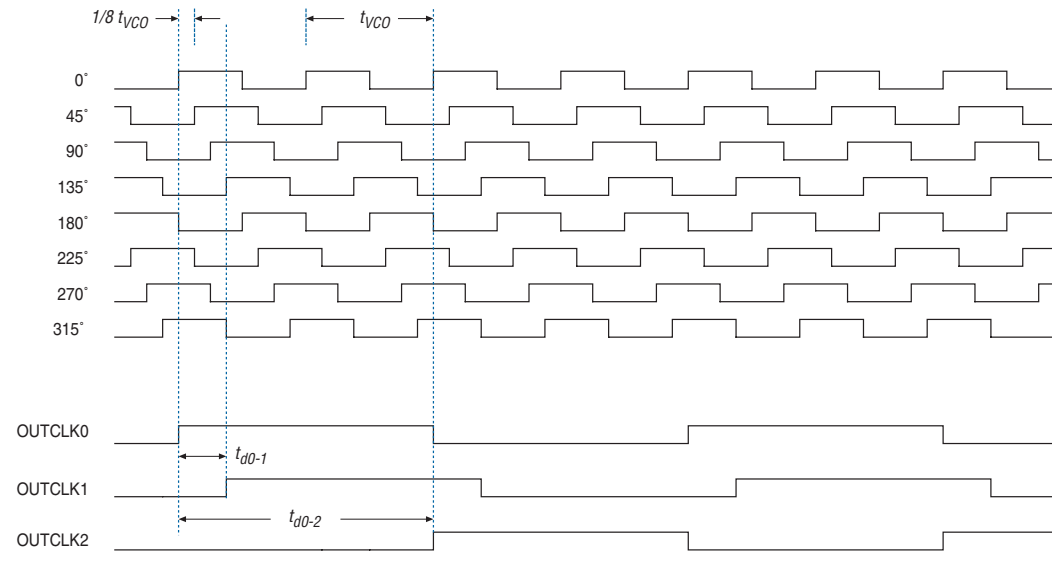 1/8 tVCO
tVCO
0°
45°
90°
135°
180°
225°
270°
315°
OUTCLK0
td0-1
OUTCLK1
td0-2
OUTCLK2